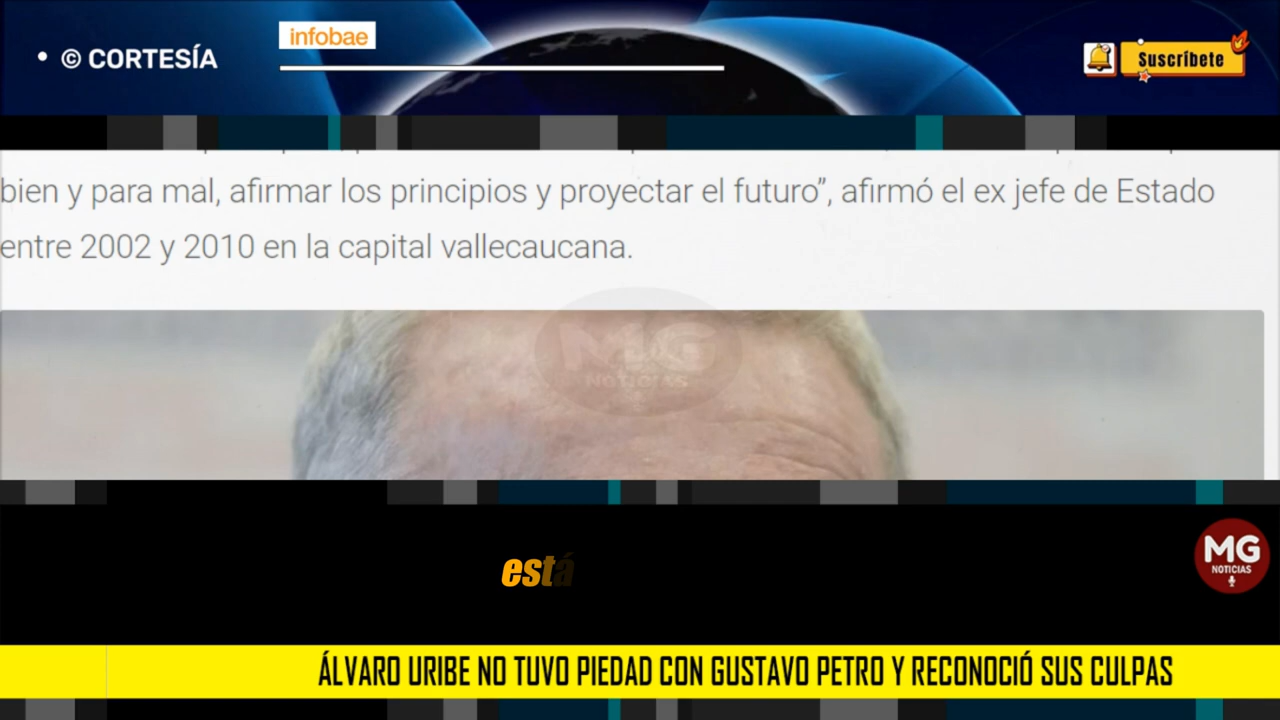 © CORTESÍA
infobae
Suscríbete
bien y para mal, afirmar los principios y proyectar el futuro”, afirmó el ex jefe de Estado
entre 2002 y 2010 en la capital vallecaucana.
MG
NOTICIAS
está
MG
NOTICIAS
ÁLVARO URIBE NO TUVO PIEDAD CON GUSTAVO PETRO Y RECONOCIÓ SUS CULPAS